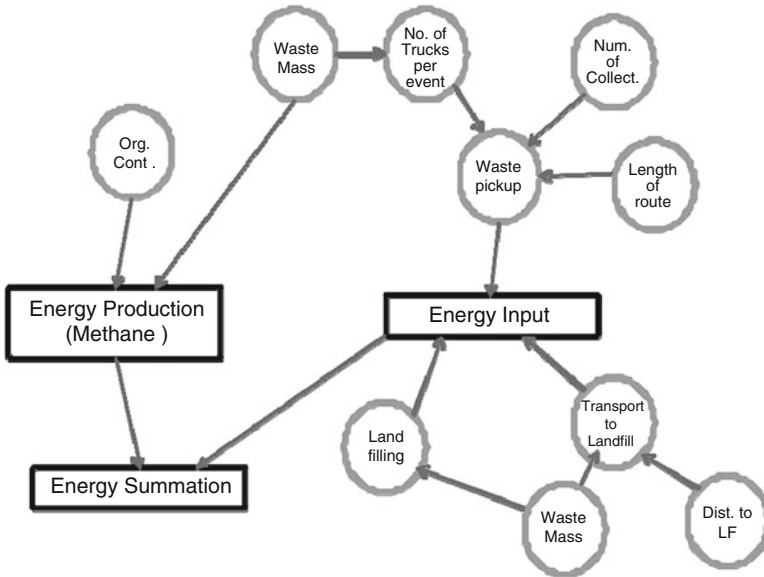 Waste
Mass
No. of
Trucks
per
event
Num.
of
Collect.
Org.
Cont .
Waste
pickup
Length
of
route
Energy Production
(Methane )
Energy Input
Land
filling
Transport
to
Landfill
Energy Summation
Waste
Mass
Dist. to
LF